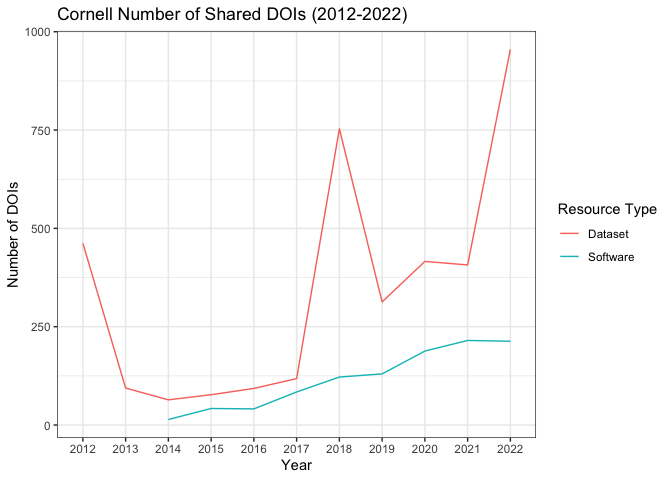 Cornell Number of Shared DOIs (2012-2022)
1000
750
500
250
0
Number of DOIs
2012 2013 2014 2015 2016 2017 2018 2019 2020 2021 2022
Year
Resource Type
Dataset
Software